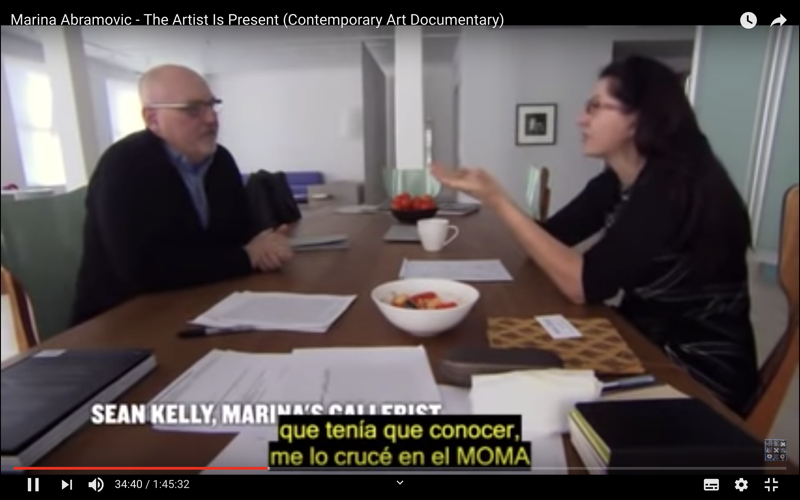 Marina Abramovic - The Artist Is Present (Contemporary Art Documentary)
SEAN KELLY, MARINA'S GALLERIST
que tenía que conocer,
me lo crucé en el MOMA
34:40 / 1:45:32